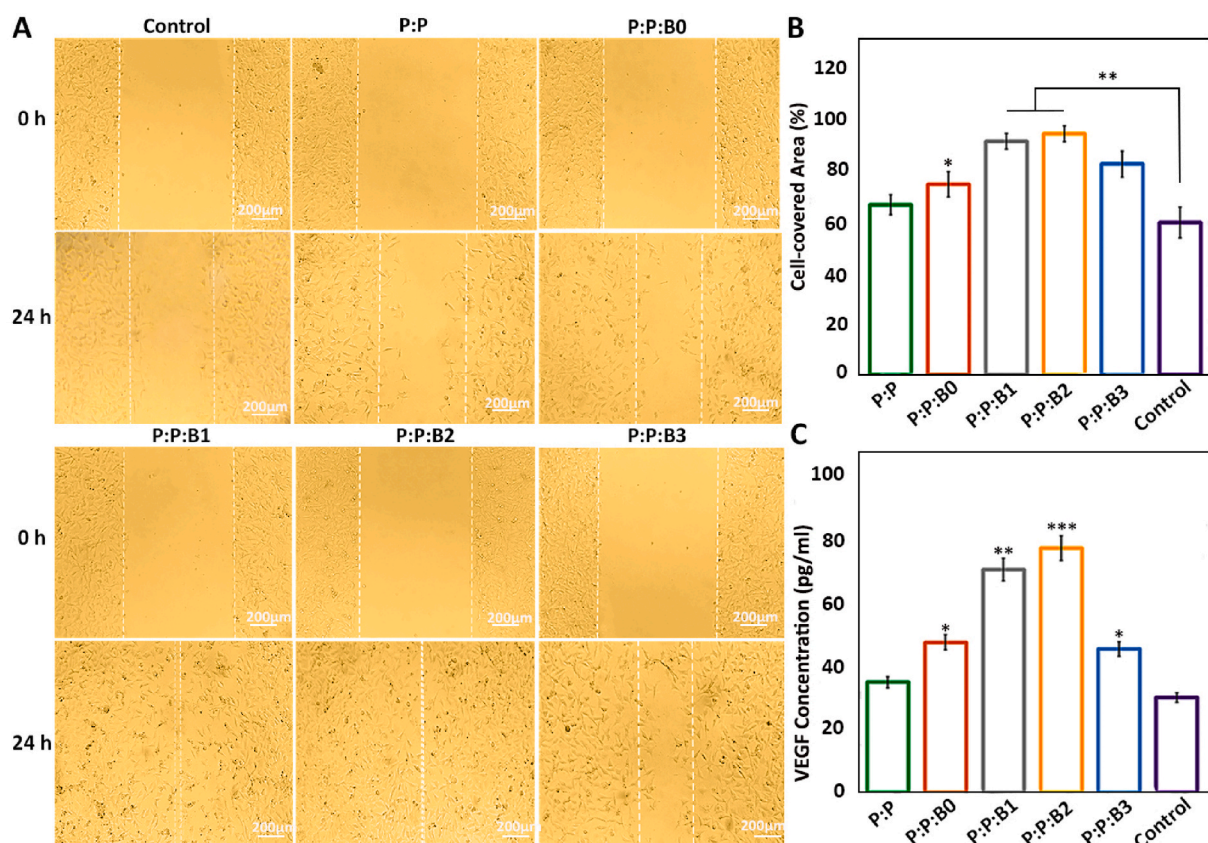 A
Control
P:P
P:P:B0
0 h
200µm
200µm
200µm
24 h
200µm
200µm
200µm
P:P:B1
P:P:B2
P:P:B3
0 h
200µm
200µm
200µm
24 h
200µm
200µm
200µm
B
Cell-covered Area (%)
120
100
80
60
40
20
0
*
**
P:P
P:P:B0
P:P:B1
P:P:B2
P:P:B3
Control
C
VEGF Concentration (pg/ml)
100
80
60
40
20
0
*
**
***
*
P:P
P:P:B0
P:P:B1
P:P:B2
P:P:B3
Control